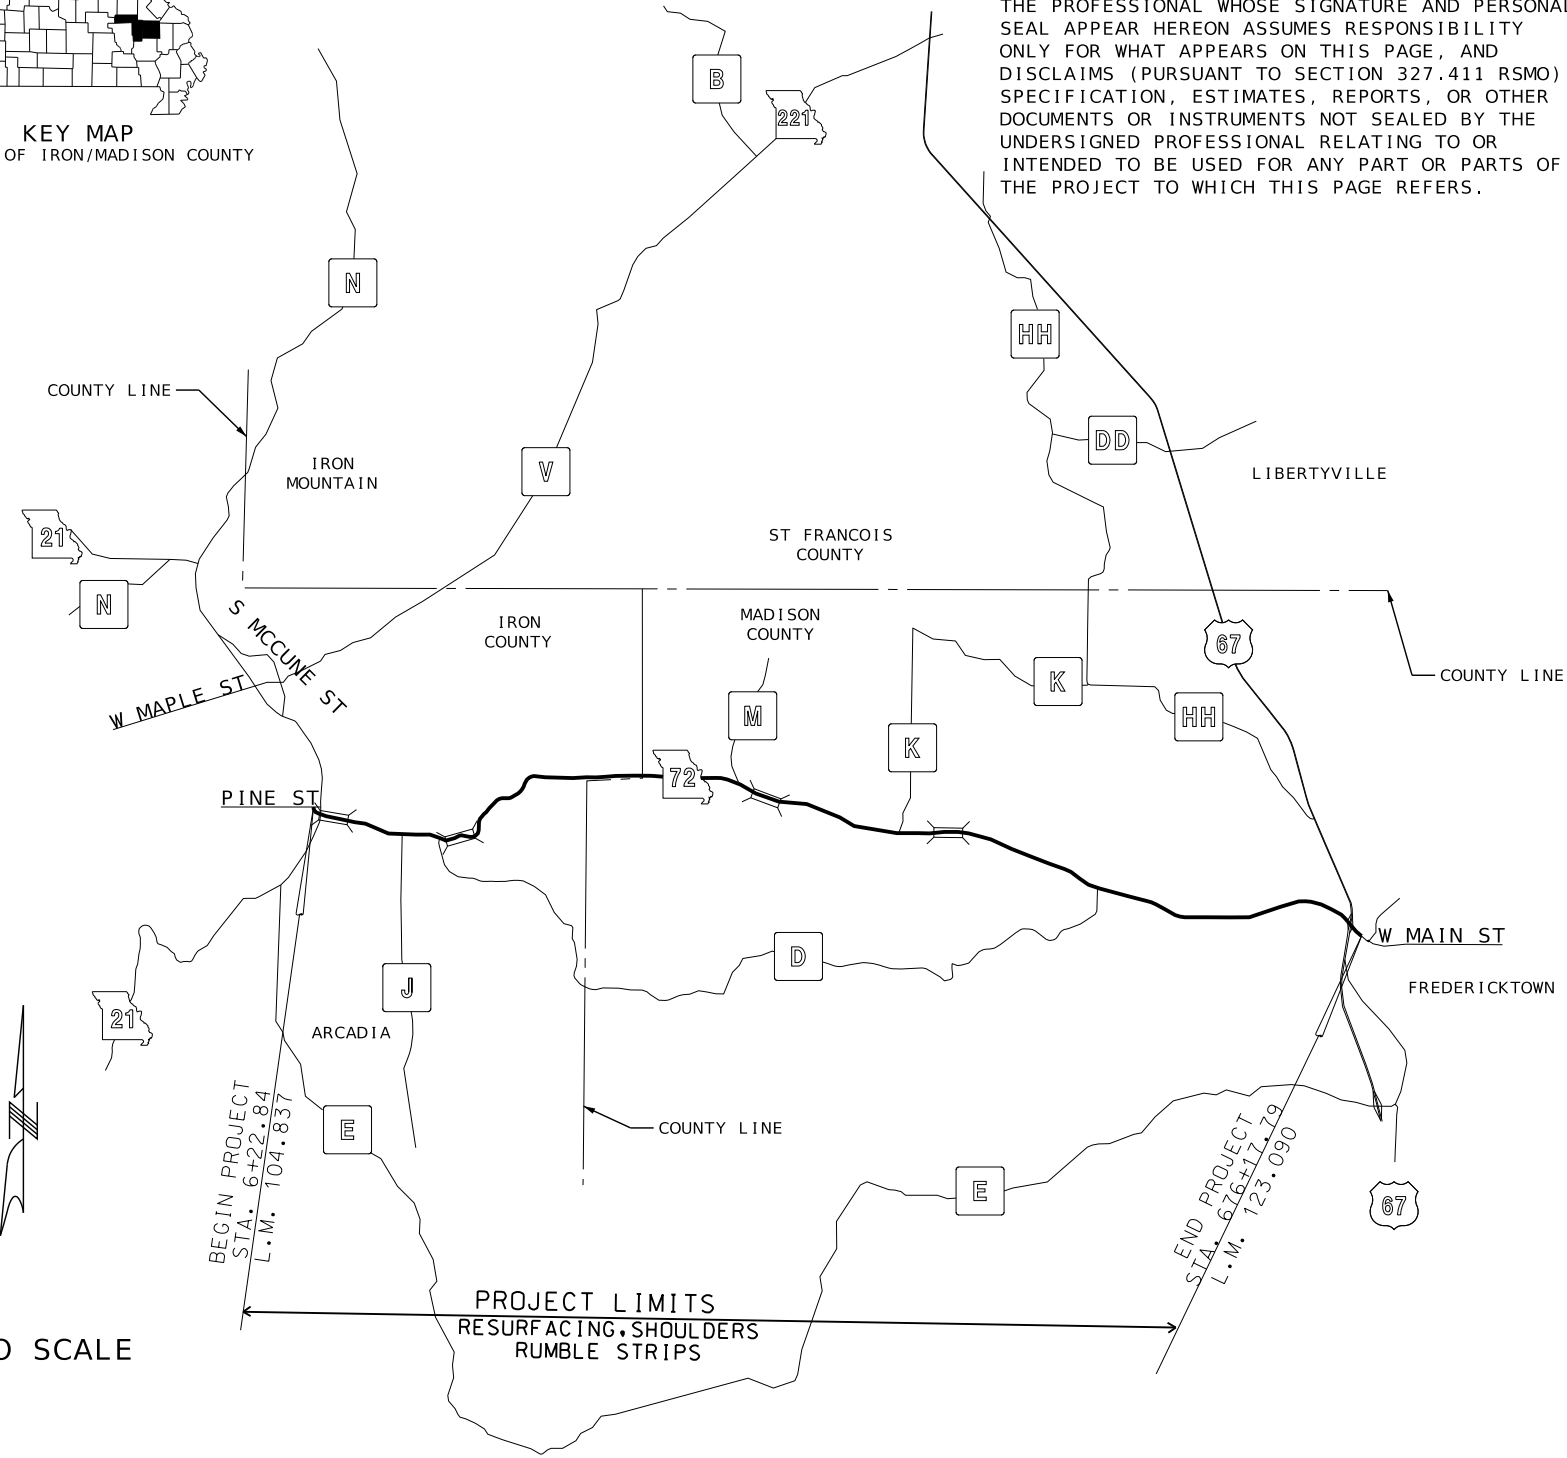 THE PROFESSIONAL WHOSE SIGNATURE AND PERSONAL
SEAL APPEAR HEREON ASSUMES RESPONSIBILITY
ONLY FOR WHAT APPEARS ON THIS PAGE, AND
DISCLAIMS (PURSUANT TO SECTION 327.411 RSMO)
SPECIFICATION, ESTIMATES, REPORTS, OR OTHER
DOCUMENTS OR INSTRUMENTS NOT SEALED BY THE
UNDERSIGNED PROFESSIONAL RELATING TO OR
INTENDED TO BE USED FOR ANY PART OR PARTS OF
THE PROJECT TO WHICH THIS PAGE REFERS.
KEY MAP
OF IRON/MADISON COUNTY
B
221
N
HH
COUNTY LINE
DD
IRON
MOUNTAIN
V
LIBERTYVILLE
21
ST FRANCOIS
COUNTY
N
S MCCUNE ST
IRON
COUNTY
MADISON
COUNTY
67
COUNTY LINE
W MAPLE ST
K
M
HH
K
72
PINE ST
W MAIN ST
D
J
FREDERICKTOWN
21
ARCADIA
E
COUNTY LINE
BEGIN PROJECT
STA. 6+22.84
L.M. 104.837
END PROJECT
STA. 676+17.79
L.M. 123.090
E
67
N
PROJECT LIMITS
RESURFACING,SHOULDERS
RUMBLE STRIPS
SCALE